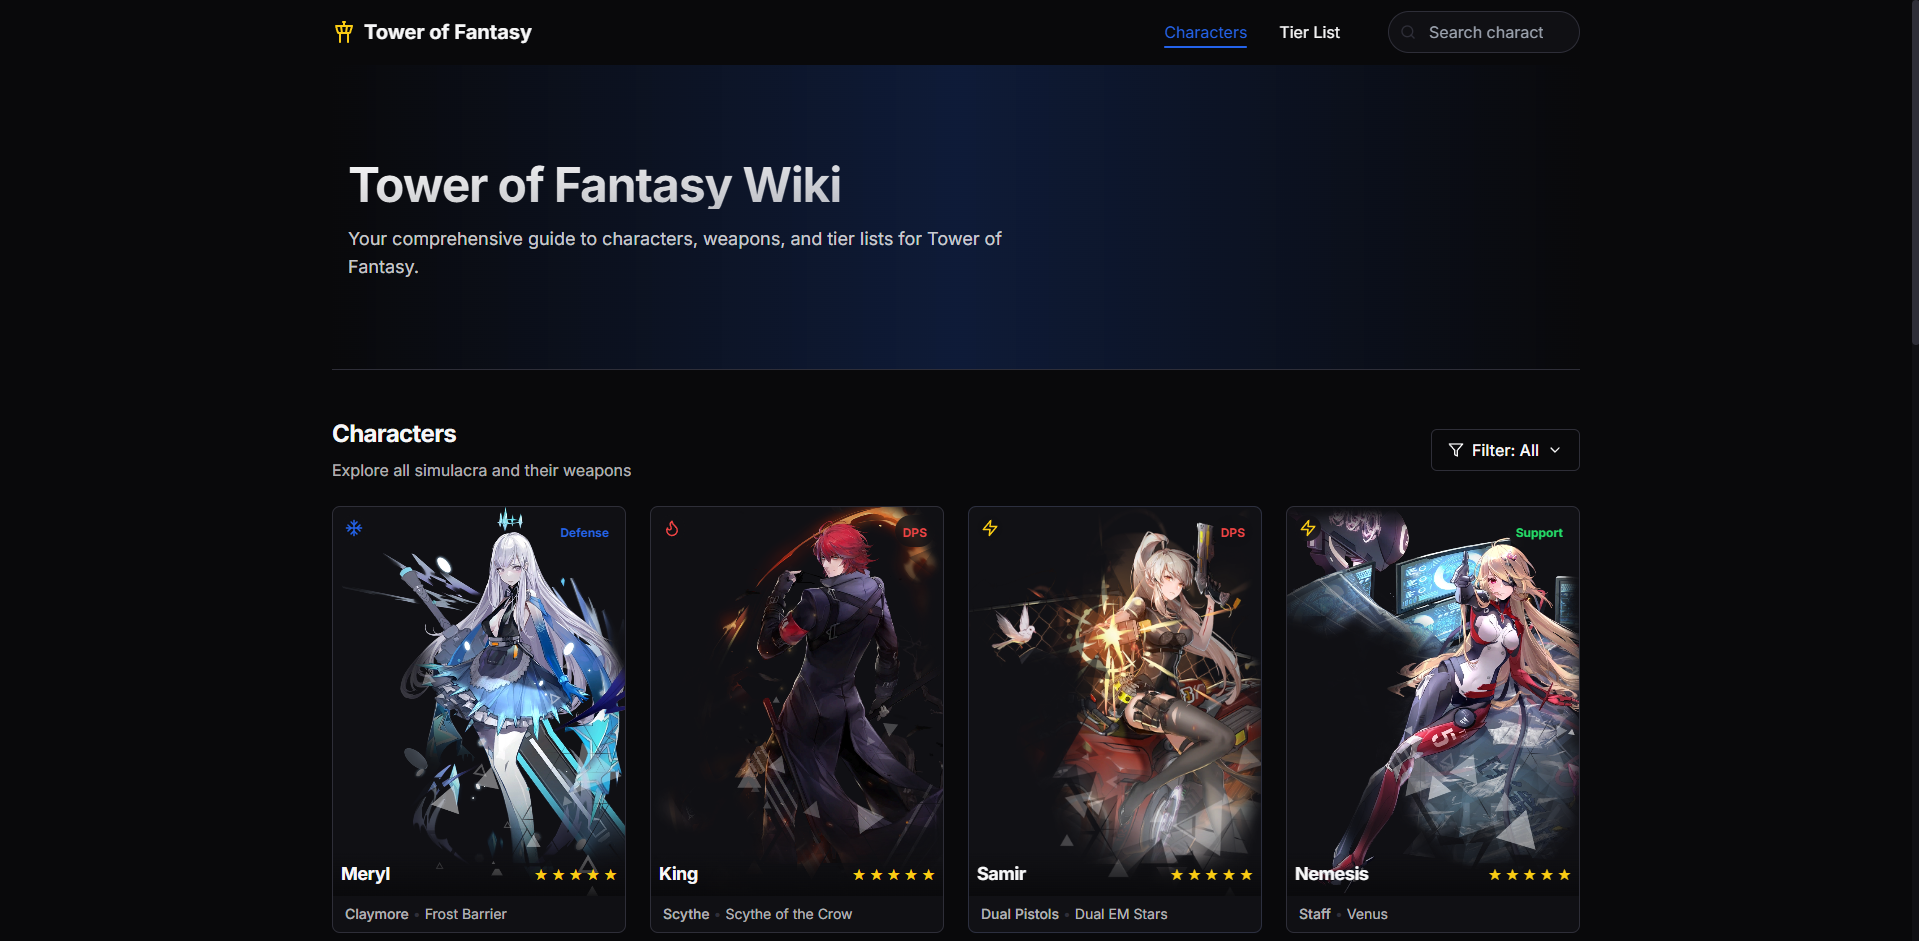 Tower of Fantasy
Characters
Tier List
Search charact
Tower of Fantasy Wiki
Your comprehensive guide to characters, weapons, and tier lists for Tower of
Fantasy.
Characters
Explore all simulacra and their weapons
Filter: All
Defense
Meryl
Claymore • Frost Barrier
DPS
King
Scythe • Scythe of the Crow
DPS
Samir
Dual Pistols • Dual EM Stars
Support
5
Nemesis
Staff • Venus